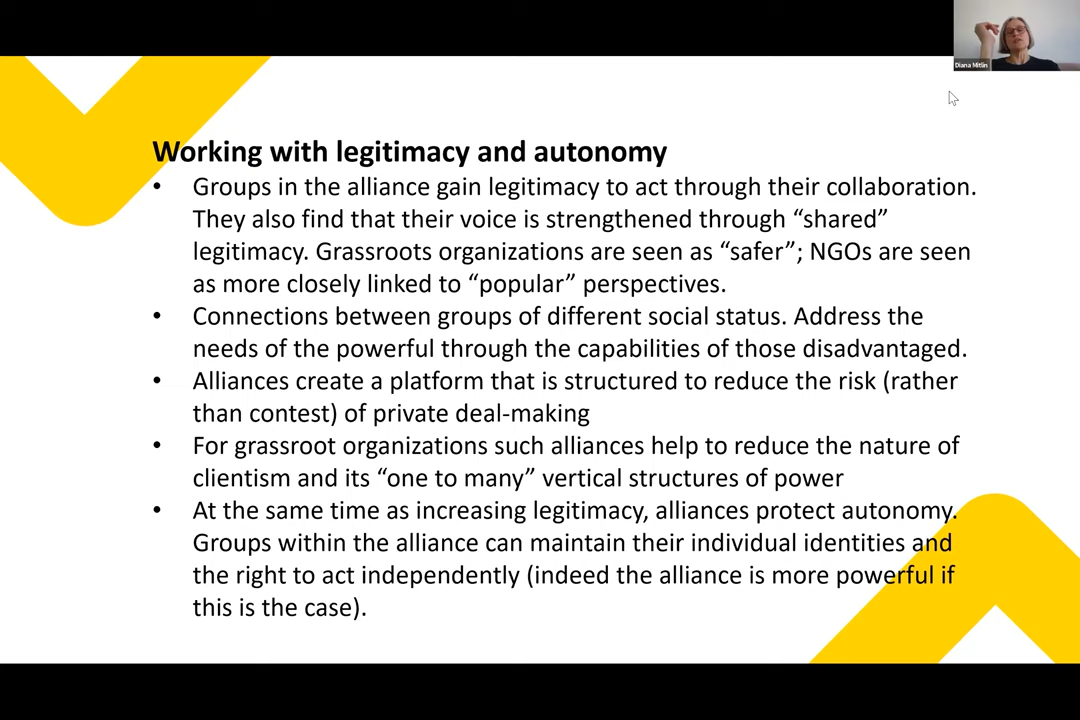 Diana Mitlin
Working with legitimacy and autonomy
• Groups in the alliance gain legitimacy to act through their collaboration.
They also find that their voice is strengthened through “shared”
legitimacy. Grassroots organizations are seen as “safer”; NGOs are seen
as more closely linked to “popular” perspectives.
• Connections between groups of different social status. Address the
needs of the powerful through the capabilities of those disadvantaged.
• Alliances create a platform that is structured to reduce the risk (rather
than contest) of private deal-making
• For grassroot organizations such alliances help to reduce the nature of
clientism and its “one to many” vertical structures of power
• At the same time as increasing legitimacy, alliances protect autonomy.
Groups within the alliance can maintain their individual identities and
the right to act independently (indeed the alliance is more powerful if
this is the case).